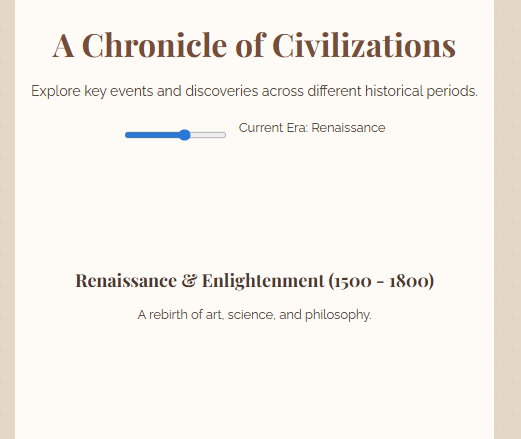 A Chronicle of Civilizations
Explore key events and discoveries across different historical periods.
Current Era: Renaissance
Renaissance & Enlightenment (1500 - 1800)
A rebirth of art, science, and philosophy.